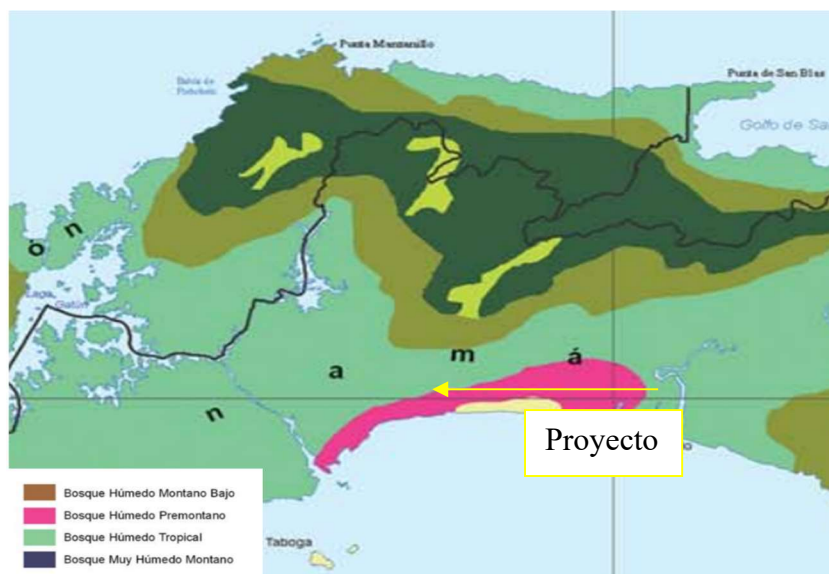 Punta Manzanillo
Bahía de
Portobelo
Punta de San Blas
Golfo de Sa
ó n
Lago
Gatún
a m á
n
Proyecto
o
Taboga
Bosque Húmedo Montano Bajo
Bosque Húmedo Premontano
Bosque Húmedo Tropical
Bosque Muy Húmedo Montano